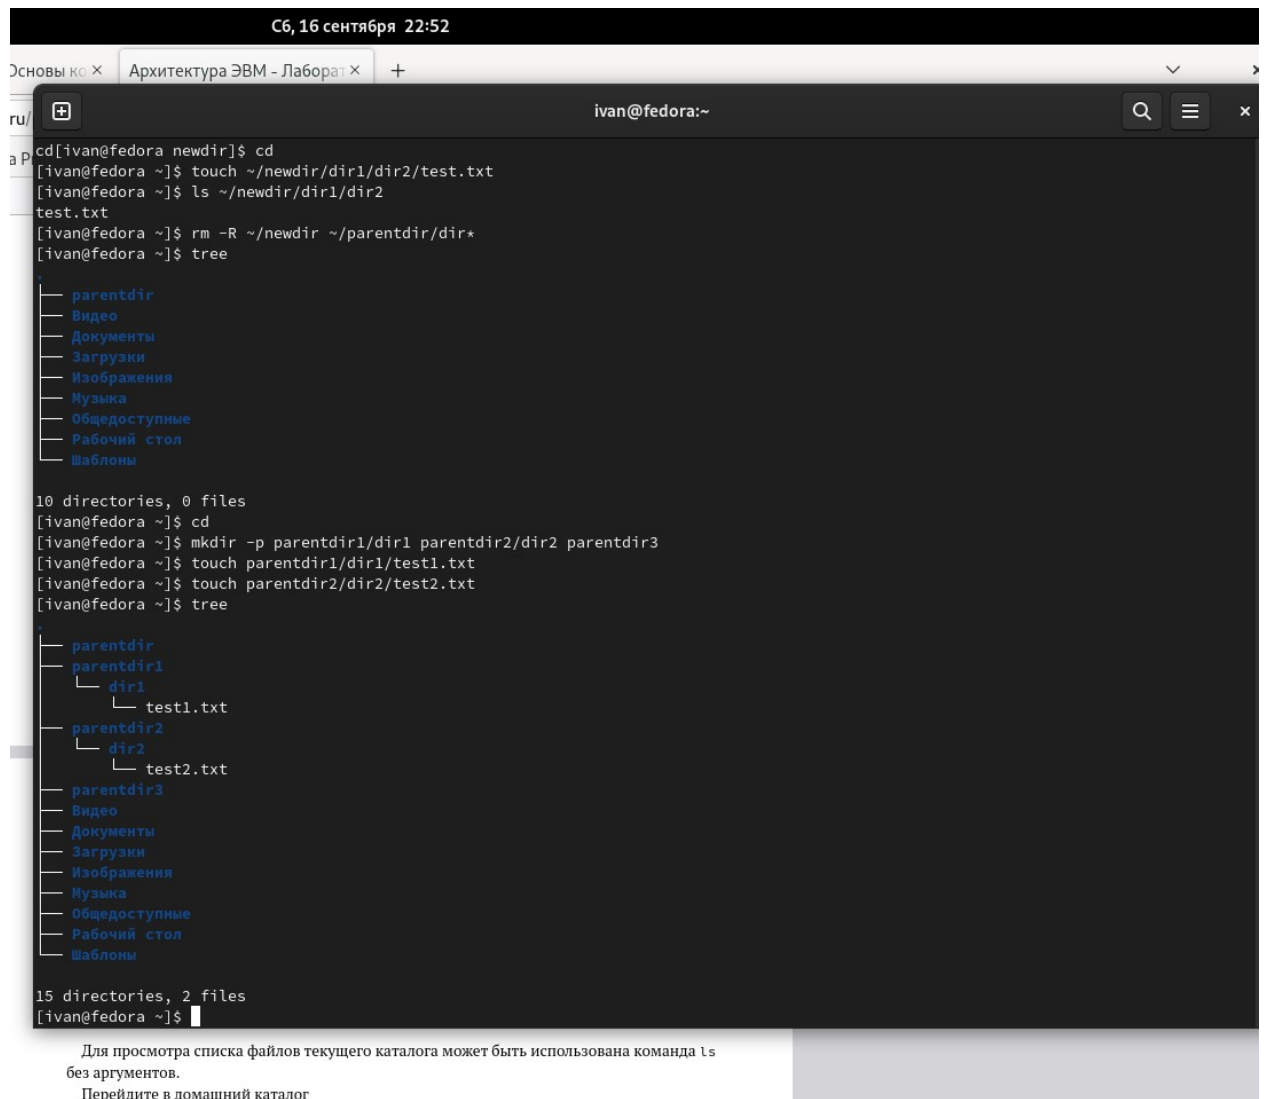 Сб, 16 сентября 22:52
Основы ко × Архитектура ЭВМ - Лаборат × +
ru/
ivan@fedora:~
a P
cd[ivan@fedora newdir]$ cd
[ivan@fedora ~]$ touch ~/newdir/dir1/dir2/test.txt
[ivan@fedora ~]$ ls ~/newdir/dir1/dir2
test.txt
[ivan@fedora ~]$ rm -R ~/newdir ~/parentdir/dir*
[ivan@fedora ~]$ tree
.
├── parentdir
├── Видео
├── Документы
├── Загрузки
├── Изображения
├── Музыка
├── Общедоступные
├── Рабочий стол
└── Шаблоны
10 directories, 0 files
[ivan@fedora ~]$ cd
[ivan@fedora ~]$ mkdir -p parentdir1/dir1 parentdir2/dir2 parentdir3
[ivan@fedora ~]$ touch parentdir1/dir1/test1.txt
[ivan@fedora ~]$ touch parentdir2/dir2/test2.txt
[ivan@fedora ~]$ tree
.
├── parentdir
├── parentdir1
│   └── dir1
│       └── test1.txt
├── parentdir2
│   └── dir2
│       └── test2.txt
├── parentdir3
├── Видео
├── Документы
├── Загрузки
├── Изображения
├── Музыка
├── Общедоступные
├── Рабочий стол
└── Шаблоны
15 directories, 2 files
[ivan@fedora ~]$
Для просмотра списка файлов текущего каталога может быть использована команда ls
без аргументов.
Перейдите в домашний каталог